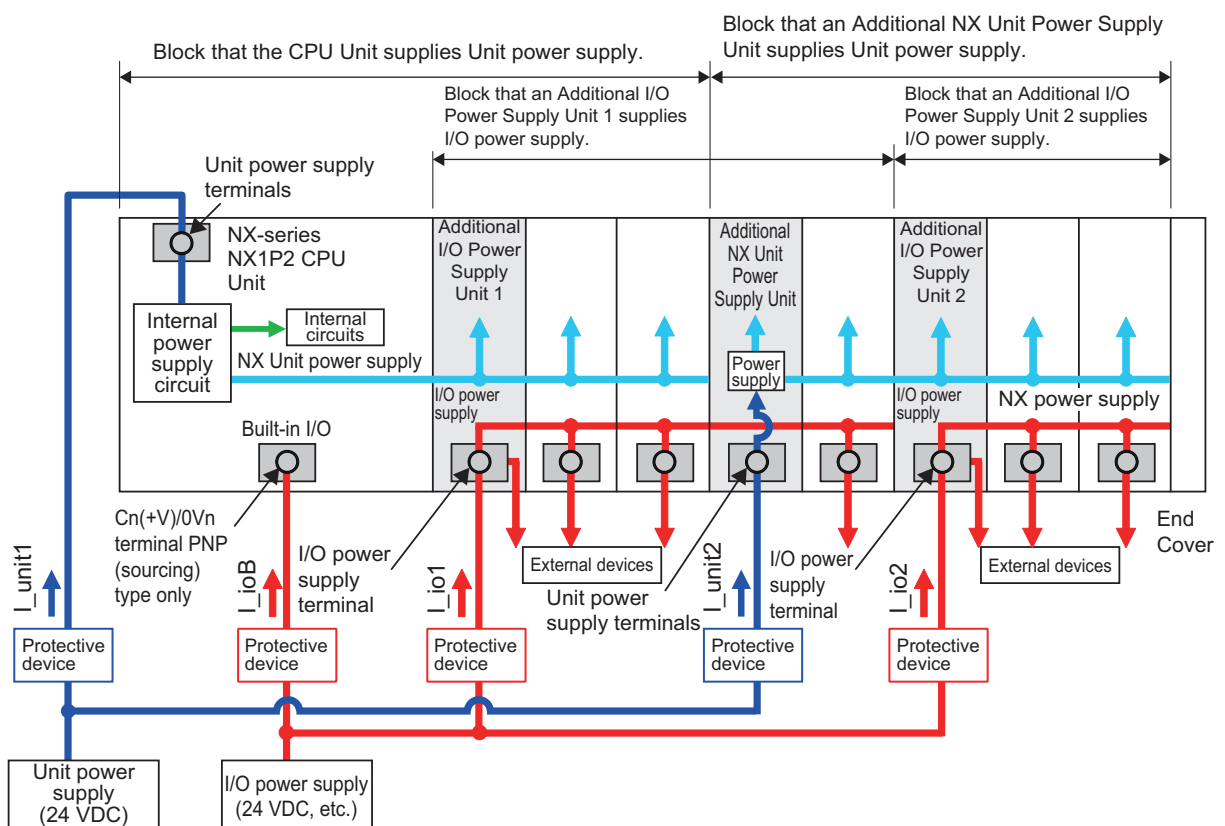 Block that the CPU Unit supplies Unit power supply.
Block that an Additional NX Unit Power Supply
Unit supplies Unit power supply.
Block that an Additional I/O
Power Supply Unit 1 supplies
I/O power supply.
Block that an Additional I/O
Power Supply Unit 2 supplies
I/O power supply.
Unit power supply
terminals
NX-series
NX1P2 CPU
Unit
Additional
I/O Power
Supply
Unit 1
Additional
NX Unit
Power
Supply Unit
Additional
I/O Power
Supply
Unit 2
Internal
power
supply
circuit
Internal
circuits
NX Unit power supply
Power
supply
I/O power
supply
I/O power
supply
NX power supply
Built-in I/O
Cn(+V)/0Vn
terminal PNP
(sourcing)
type only
I/O power
supply
terminal
External devices
Unit power
supply terminals
I/O power
supply
terminal
External devices
End
Cover
I_unit1
I_ioB
I_io1
I_unit2
I_io2
Protective
device
Protective
device
Protective
device
Protective
device
Protective
device
Unit power
supply
(24 VDC)
I/O power supply
(24 VDC, etc.)